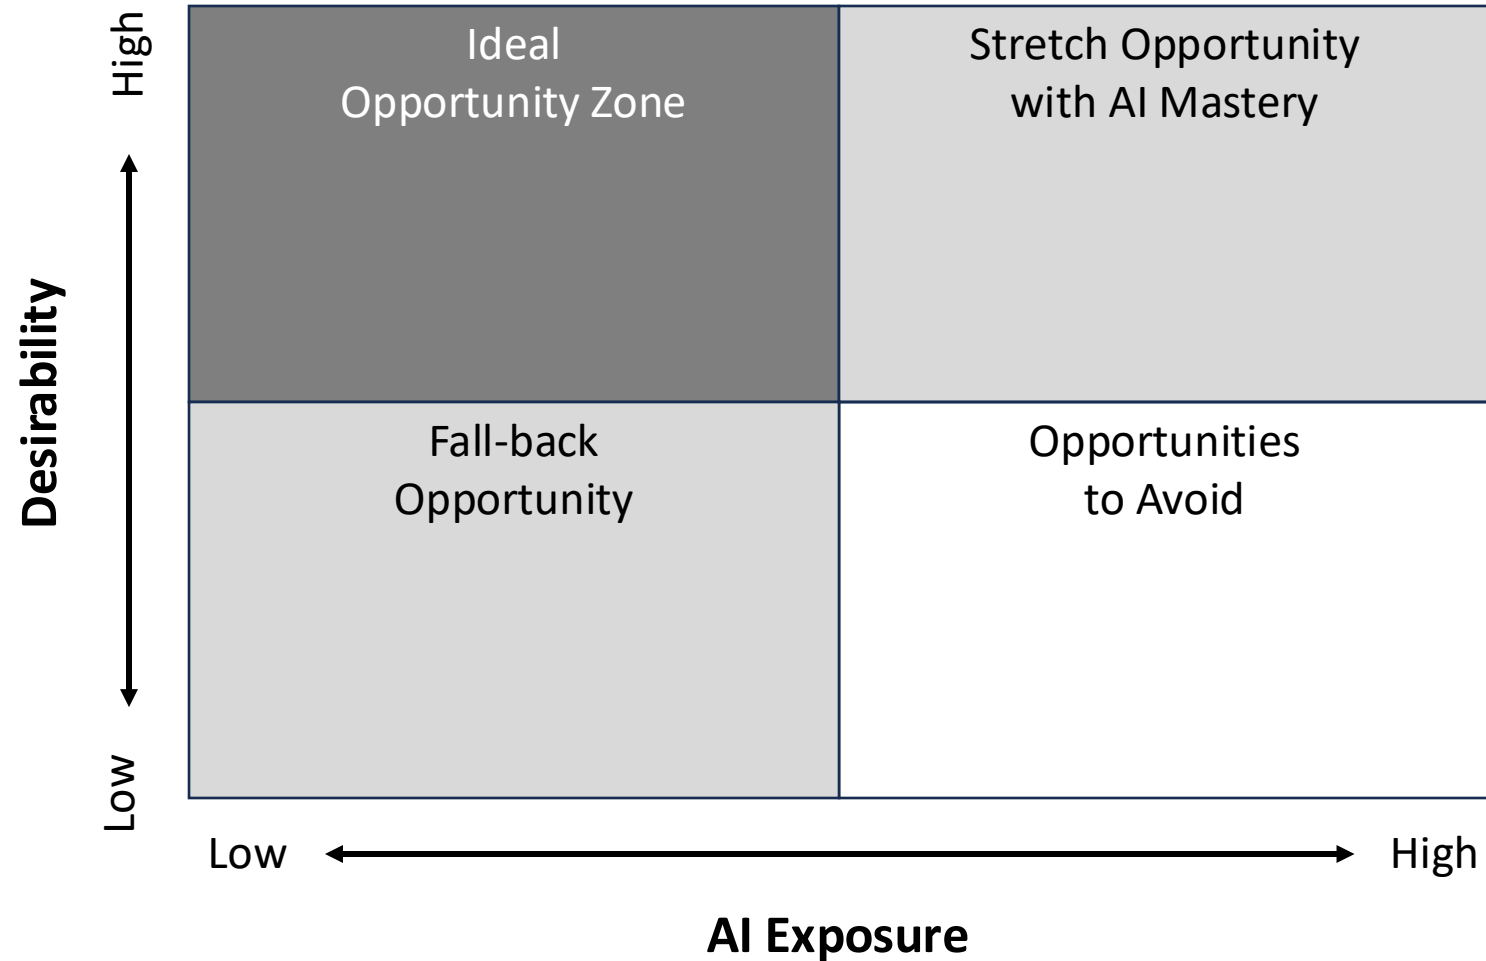 High
Ideal
Opportunity Zone
Stretch Opportunity
with AI Mastery
Desirability
Fall-back
Opportunity
Opportunities
to Avoid
Low
Low
High
AI Exposure